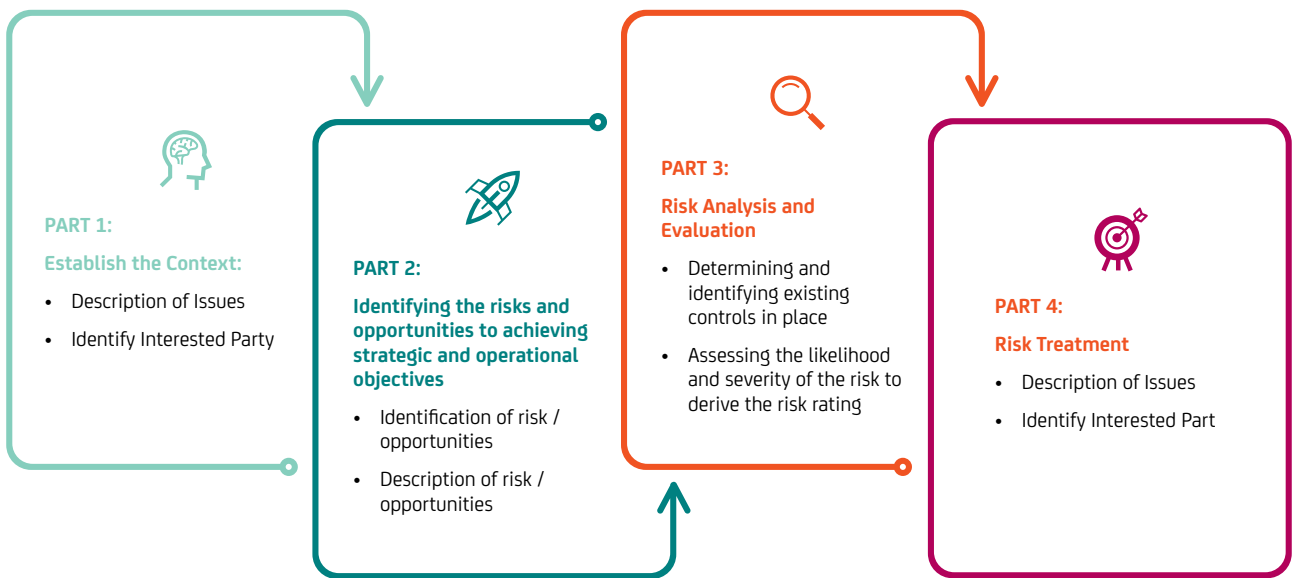 PART 1:
Establish the Context:
• Description of Issues
• Identify Interested Party
PART 2:
Identifying the risks and
opportunities to achieving
strategic and operational
objectives
• Identification of risk /
opportunities
• Description of risk /
opportunities
PART 3:
Risk Analysis and
Evaluation
• Determining and
identifying existing
controls in place
• Assessing the likelihood
and severity of the risk to
derive the risk rating
PART 4:
Risk Treatment
• Description of Issues
• Identify Interested Part